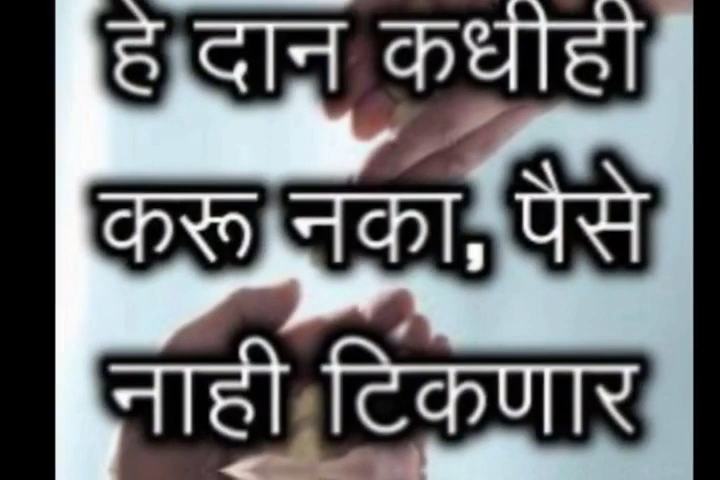 हे दान कधीही
करू नका, पैसे
नाही टिकणार